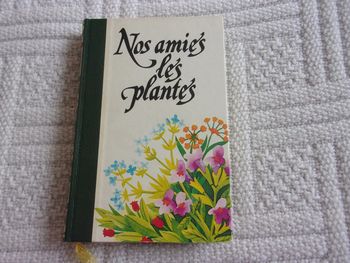 Nos amies
les
plantes